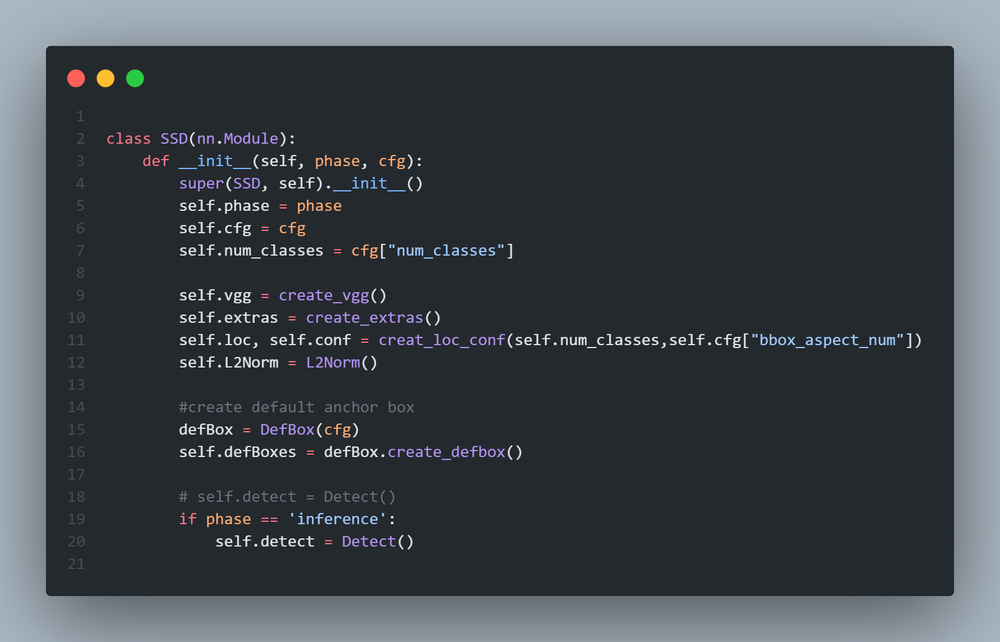 1
2 class SSD(nn.Module):
3     def __init__(self, phase, cfg):
4         super(SSD, self).__init__()
5         self.phase = phase
6         self.cfg = cfg
7         self.num_classes = cfg["num_classes"]
8
9         self.vgg = create_vgg()
10         self.extras = create_extras()
11         self.loc, self.conf = creat_loc_conf(self.num_classes,self.cfg["bbox_aspect_num"])
12         self.L2Norm = L2Norm()
13
14         #create default anchor box
15         defBox = DefBox(cfg)
16         self.defBoxes = defBox.create_defbox()
17
18         # self.detect = Detect()
19         if phase == 'inference':
20             self.detect = Detect()
21